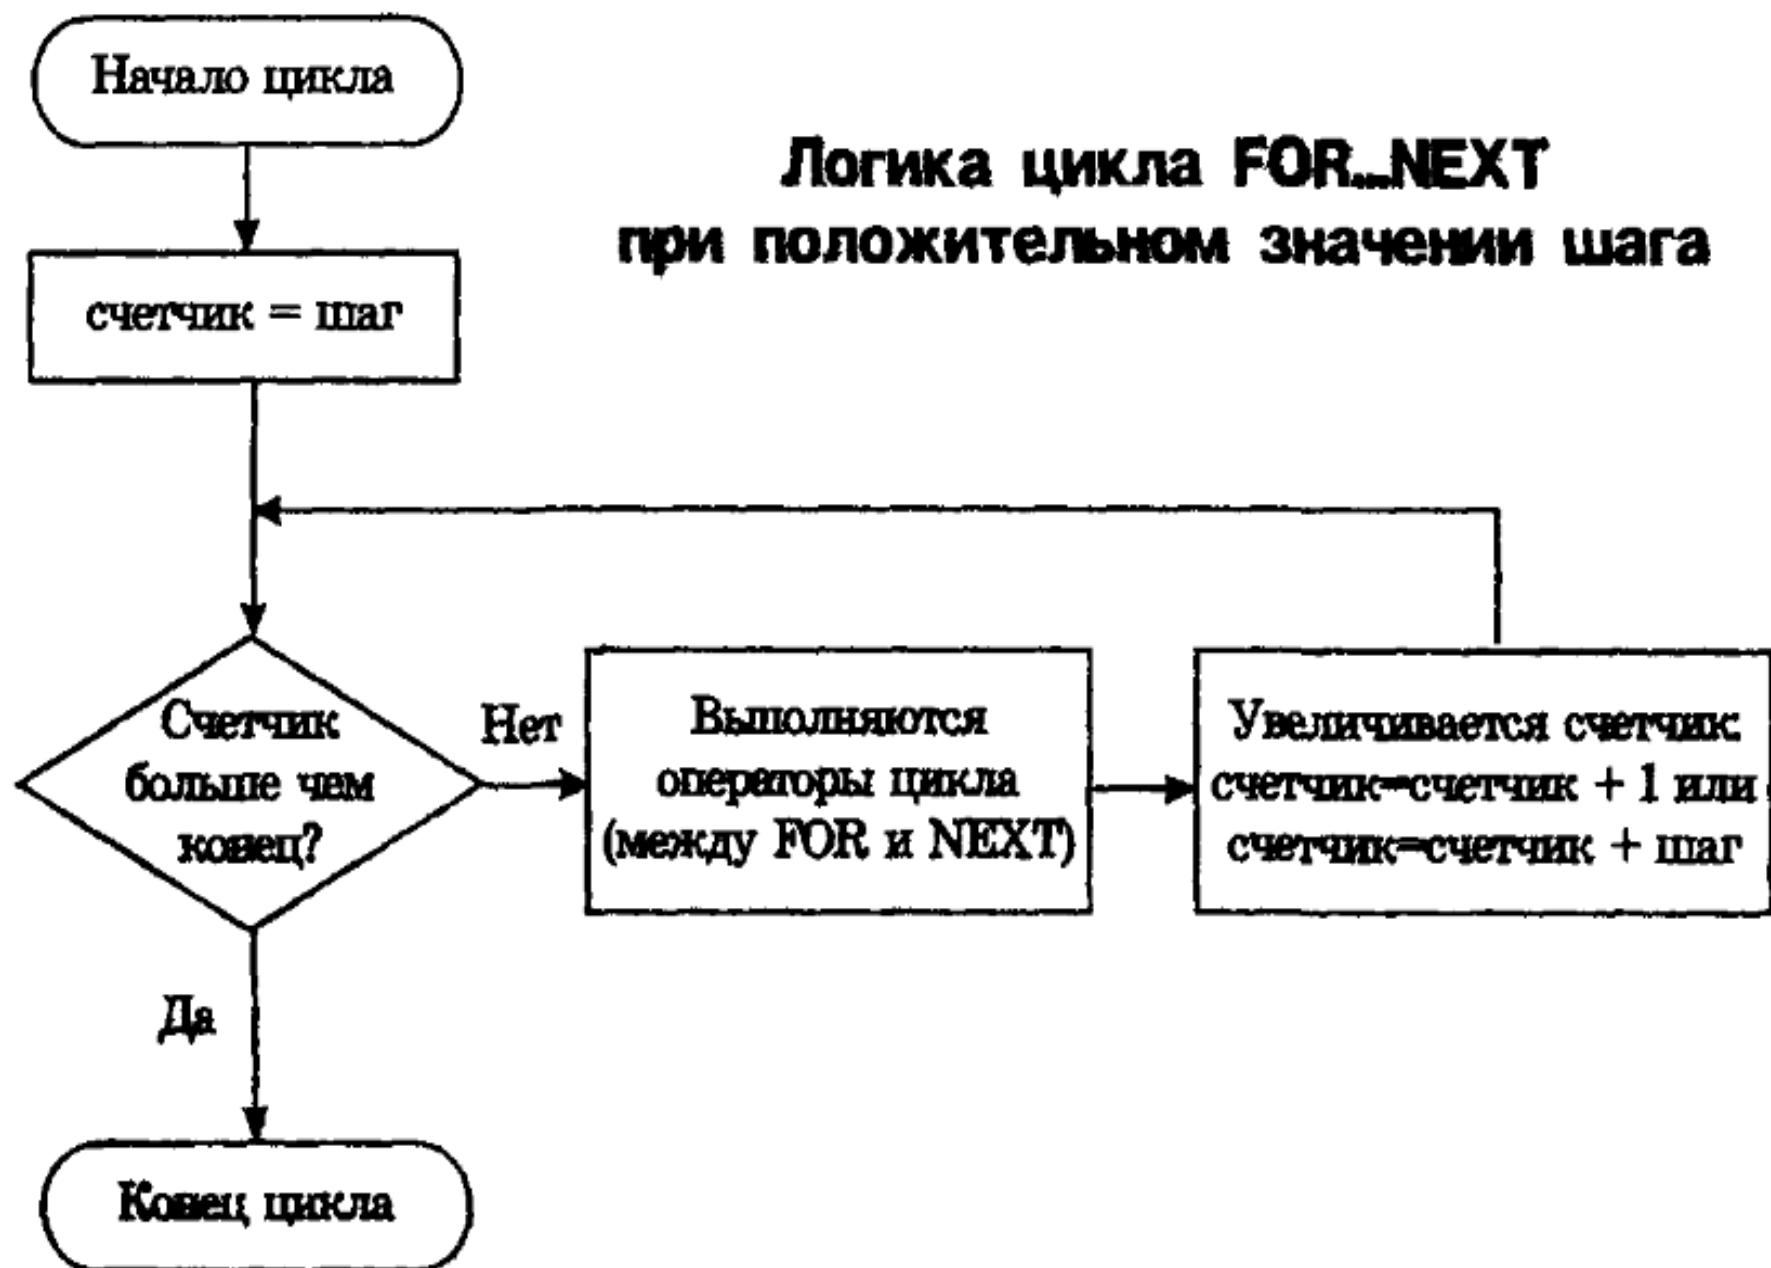 Начало цикла
Логика цикла FOR...NEXT
при положительном значении шага
счетчик = шаг
Счетчик
больше чем
конец?
Нет
Выполняются
операторы цикла
(между FOR и NEXT)
Увеличивается счетчик:
счетчик=счетчик + 1 или
счетчик=счетчик + шаг
Да
Конец цикла